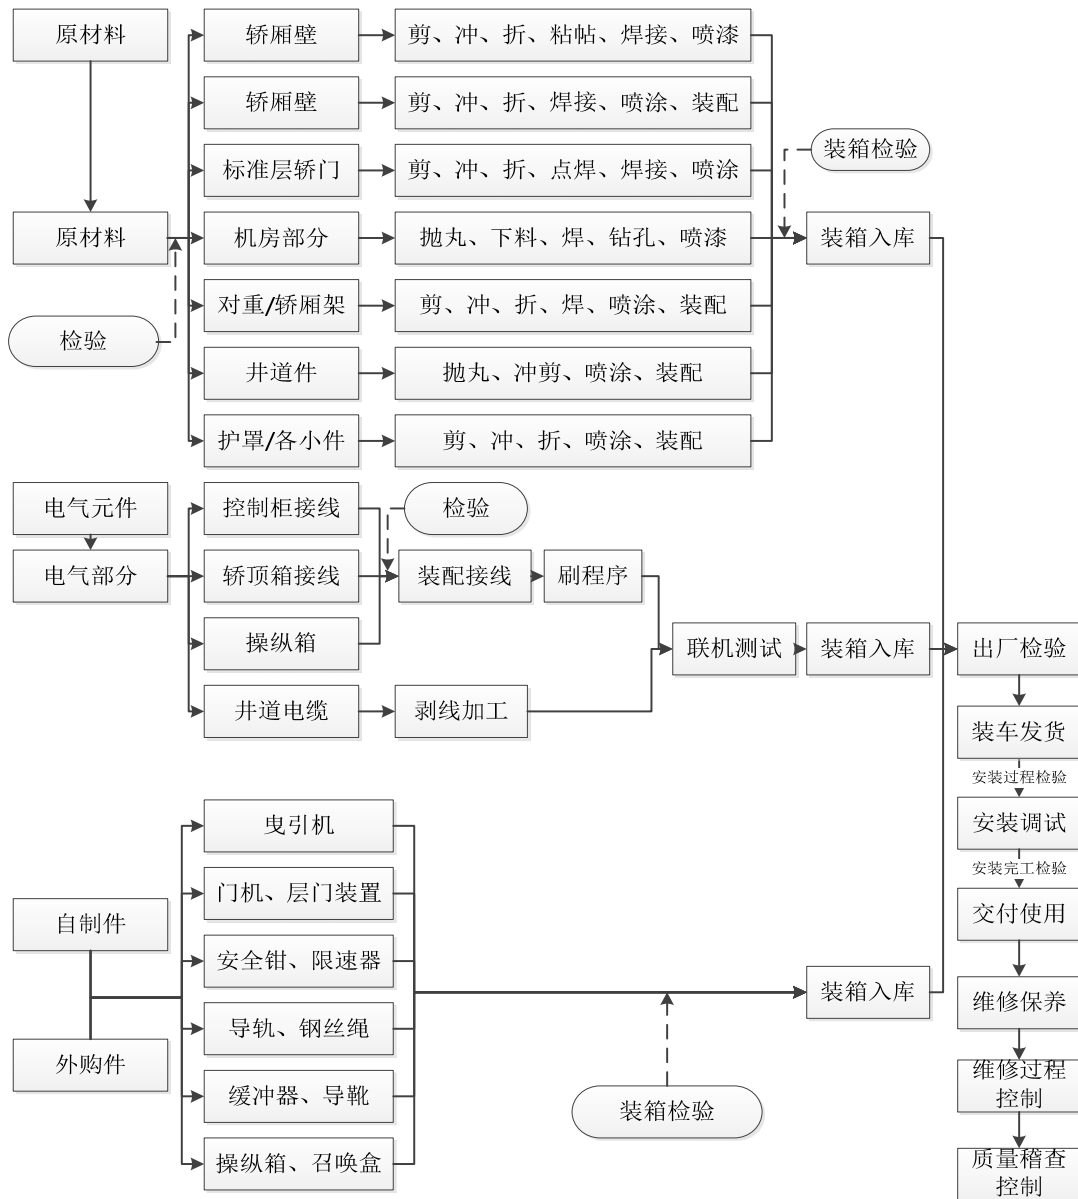 原材料
轿厢壁
剪、冲、折、粘帖、焊接、喷漆
轿厢壁
剪、冲、折、焊接、喷涂、装配
装箱检验
标准层轿门
剪、冲、折、点焊、焊接、喷涂
原材料
机房部分
抛丸、下料、焊、钻孔、喷漆
装箱入库
对重/轿厢架
剪、冲、折、焊、喷涂、装配
检验
井道件
抛丸、冲剪、喷涂、装配
护罩/各小件
剪、冲、折、喷涂、装配
电气元件
控制柜接线
检验
电气部分
轿顶箱接线
装配接线
刷程序
操纵箱
联机测试
装箱入库
出厂检验
井道电缆
剥线加工
装车发货
安装过程检验
安装调试
安装完工检验
交付使用
维修保养
维修过程
控制
质量稽查
控制
曳引机
门机、层门装置
自制件
安全钳、限速器
装箱入库
导轨、钢丝绳
外购件
缓冲器、导靴
装箱检验
操纵箱、召唤盒